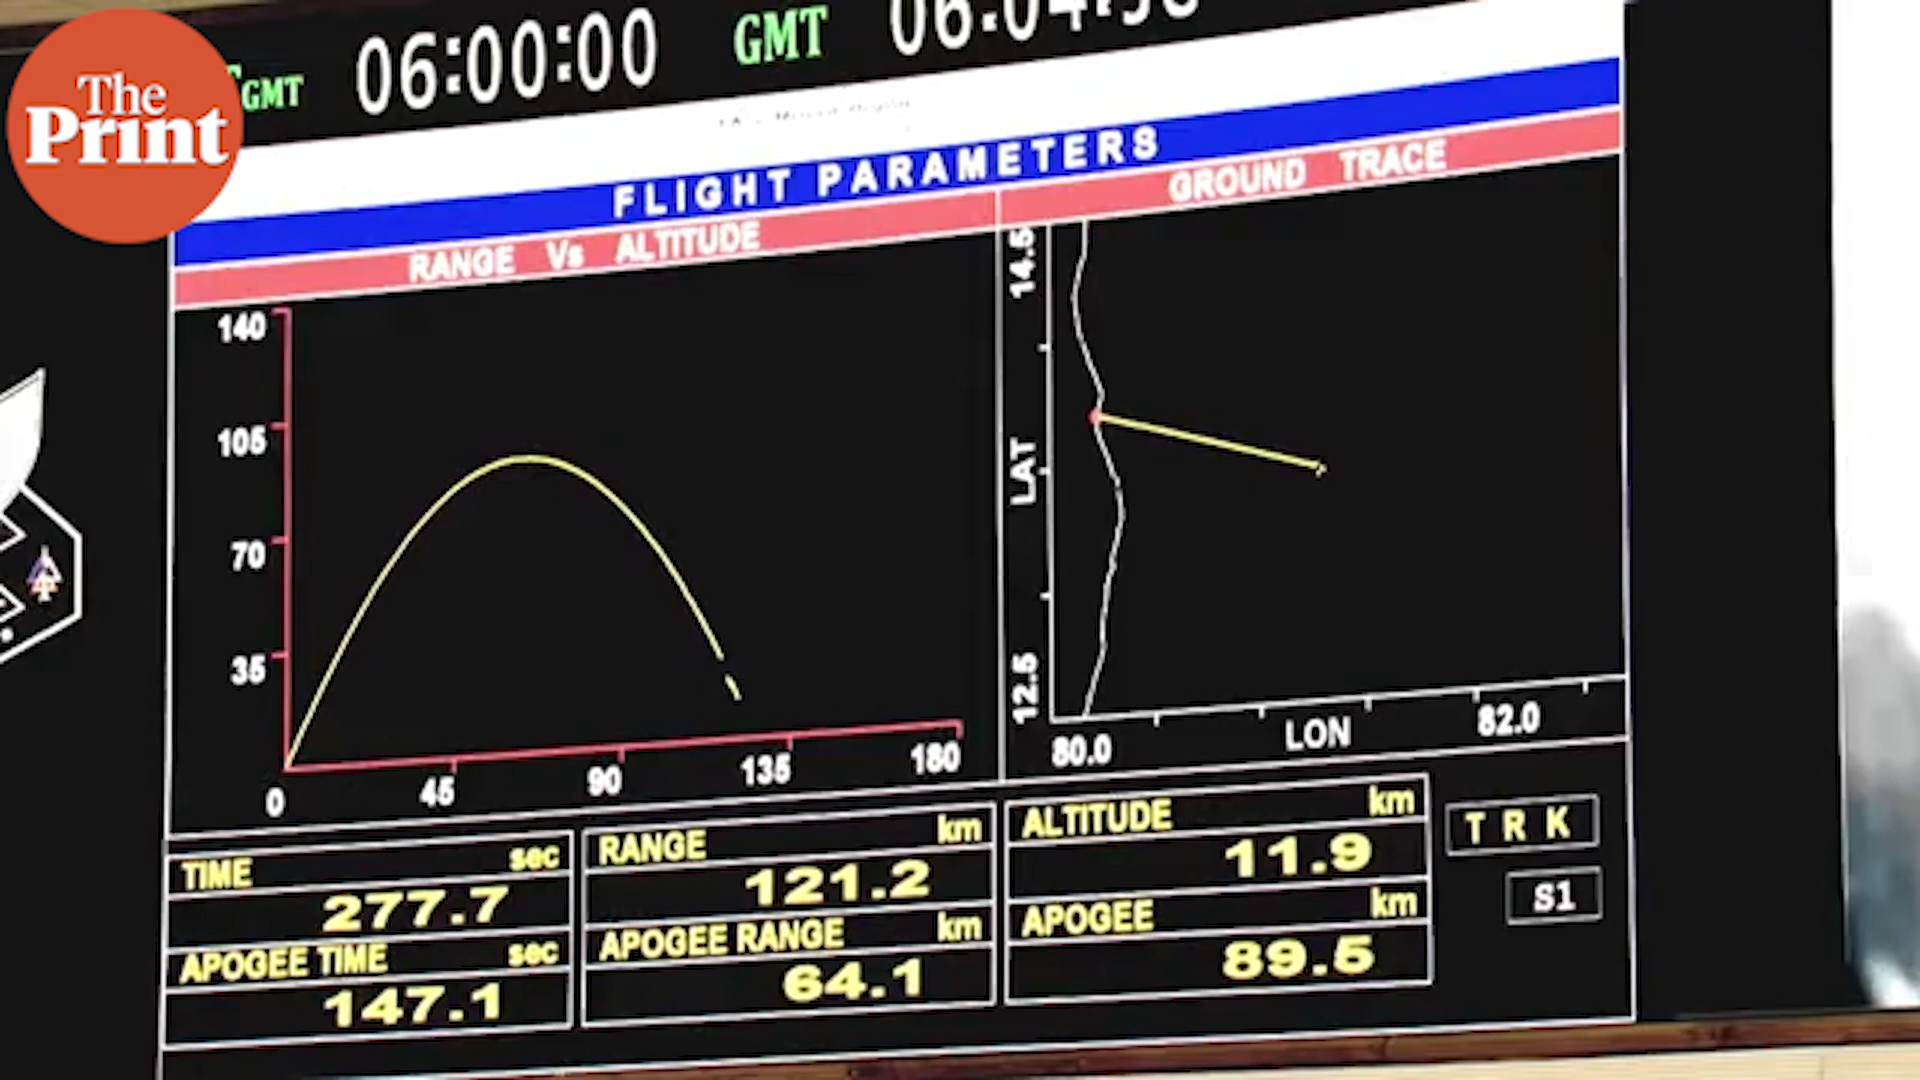 The
Print
GMT 06:00:00 GMT
FLIGHT PARAMETERS
RANGE Vs ALTITUDE
GROUND TRACE
140
105
70
35
0 45 90 135 180
14.5
LAT
12.5
80.0 LON 82.0
TIME sec
277.7
APOGEE TIME sec
147.1
RANGE km
121.2
APOGEE RANGE km
64.1
ALTITUDE km
11.9
APOGEE km
89.5
TRK
S1